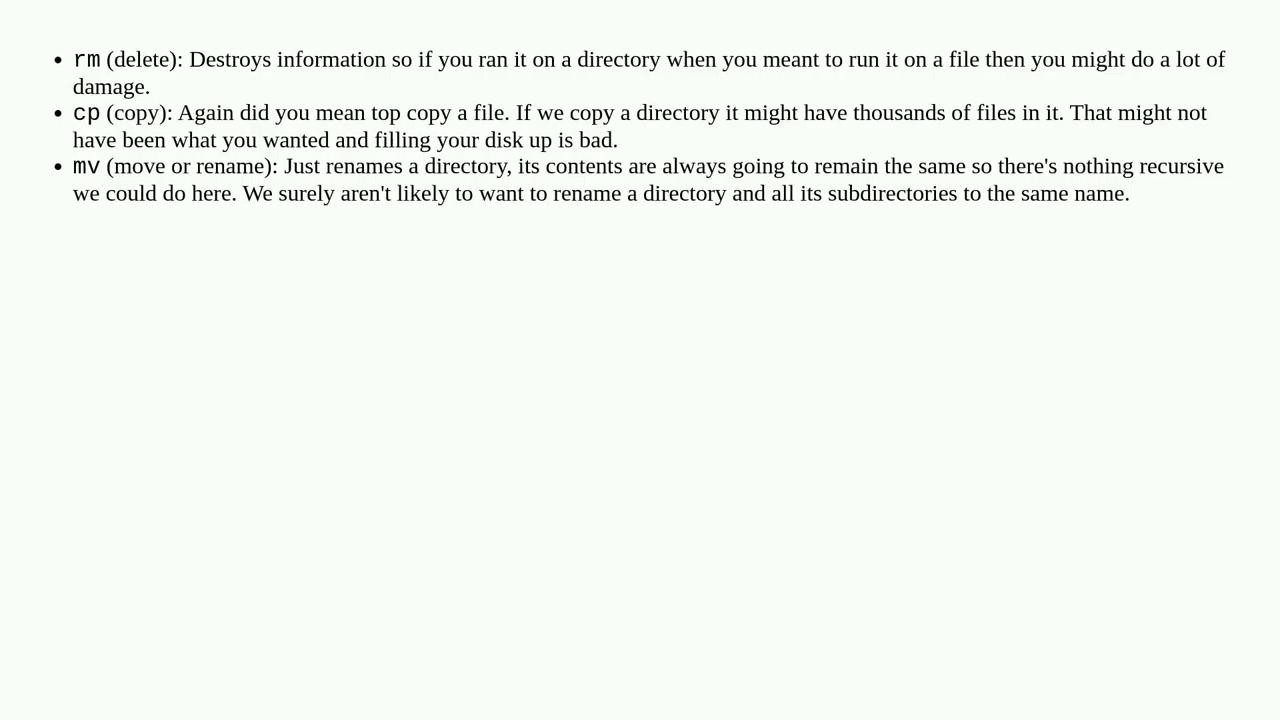 • rm (delete): Destroys information so if you ran it on a directory when you meant to run it on a file then you might do a lot of
damage.
• cp (copy): Again did you mean top copy a file. If we copy a directory it might have thousands of files in it. That might not
have been what you wanted and filling your disk up is bad.
• mv (move or rename): Just renames a directory, its contents are always going to remain the same so there's nothing recursive
we could do here. We surely aren't likely to want to rename a directory and all its subdirectories to the same name.